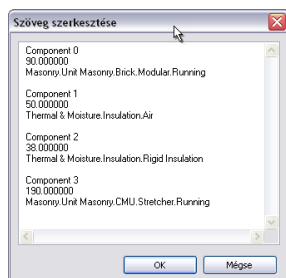 Szöveg szerkesztése
Component 0
90.000000
Masonry.Unit Masonry.Brick.Modular.Running
Component 1
50.000000
Thermal & Moisture.Insulation.Air
Component 2
38.000000
Thermal & Moisture.Insulation.Rigid Insulation
Component 3
190.000000
Masonry.Unit Masonry.CMU.Stretcher.Running
OK
Mégse